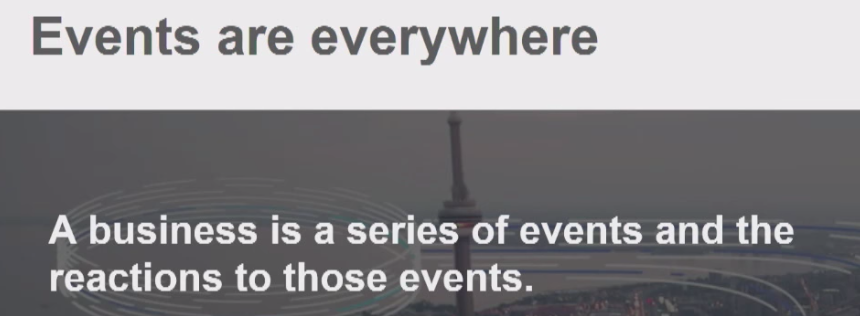 Events are everywhere
A business is a series of events and the
reactions to those events.